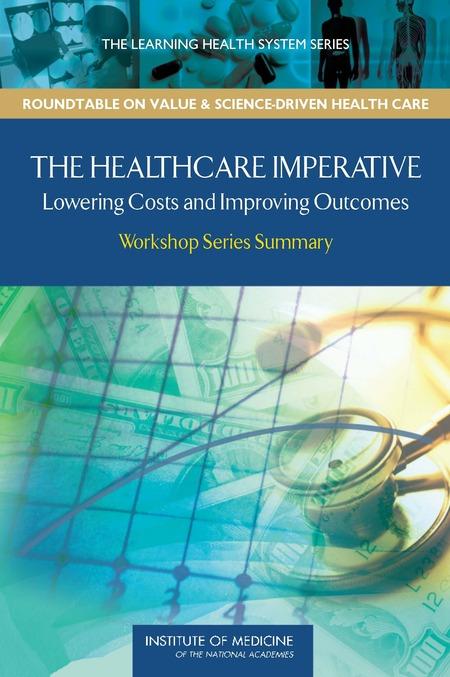 THE LEARNING HEALTH SYSTEM SERIES
ROUNDTABLE ON VALUE & SCIENCE-DRIVEN HEALTH CARE
THE HEALTHCARE IMPERATIVE
Lowering Costs and Improving Outcomes
Workshop Series Summary
100
INSTITUTE OF MEDICINE
OF THE NATIONAL ACADEMIES